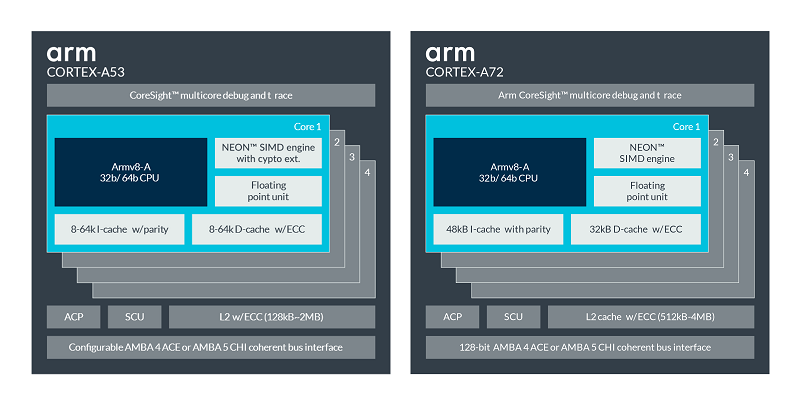 arm
CORTEX-A53
CoreSight™ multicore debug and t race
Core 1
2
3
4
Armv8-A
32b/ 64b CPU
NEON™ SIMD engine
with cypto ext.
Floating
point unit
8-64k I-cache w/parity
8-64k D-cache w/ECC
ACP
SCU
L2 w/ECC (128kB~2MB)
Configurable AMBA 4 ACE or AMBA 5 CHI coherent bus interface
arm
CORTEX-A72
Arm CoreSight™ multicore debug and t race
Core 1
2
3
4
Armv8-A
32b/ 64b CPU
NEON™
SIMD engine
Floating
point unit
48kB I-cache with parity
32kB D-cache w/ECC
ACP
SCU
L2 cache w/ECC (512kB-4MB)
128-bit AMBA 4 ACE or AMBA 5 CHI coherent bus interface